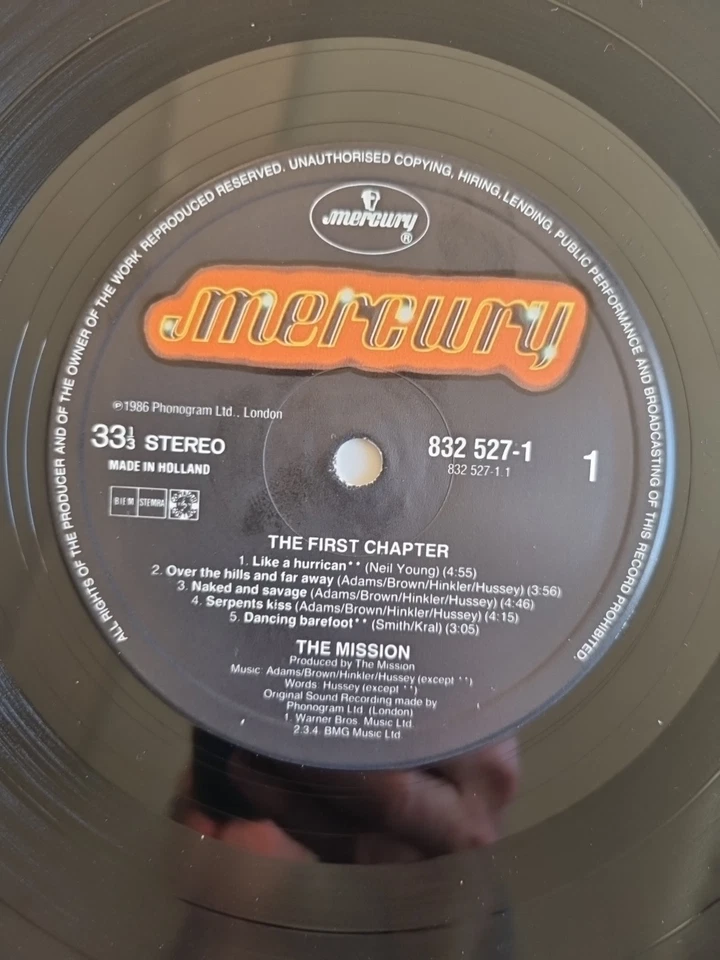 ALL RIGHTS OF THE PRODUCER AND OF THE OWNER OF THE WORK REPRODUCED RESERVED. UNAUTHORISED COPYING, HIRING, LENDING, PUBLIC PERFORMANCE AND BROADCASTING OF THIS RECORD PROHIBITED.
mercury
®
mercury
℗1986 Phonogram Ltd., London
33⅓ STEREO
MADE IN HOLLAND
BIEM STEMRA
832 527-1
832 527-1.1
1
THE FIRST CHAPTER
1. Like a hurrican** (Neil Young) (4:55)
2. Over the hills and far away (Adams/Brown/Hinkler/Hussey) (3:56)
3. Naked and savage (Adams/Brown/Hinkler/Hussey) (4:46)
4. Serpents kiss (Adams/Brown/Hinkler/Hussey) (4:15)
5. Dancing barefoot** (Smith/Kral) (3:05)
THE MISSION
Produced by The Mission
Music: Adams/Brown/Hinkler/Hussey (except **)
Words: Hussey (except **)
Original Sound Recording made by
Phonogram Ltd. (London)
1. Warner Bros. Music Ltd.
2.3.4. BMG Music Ltd.